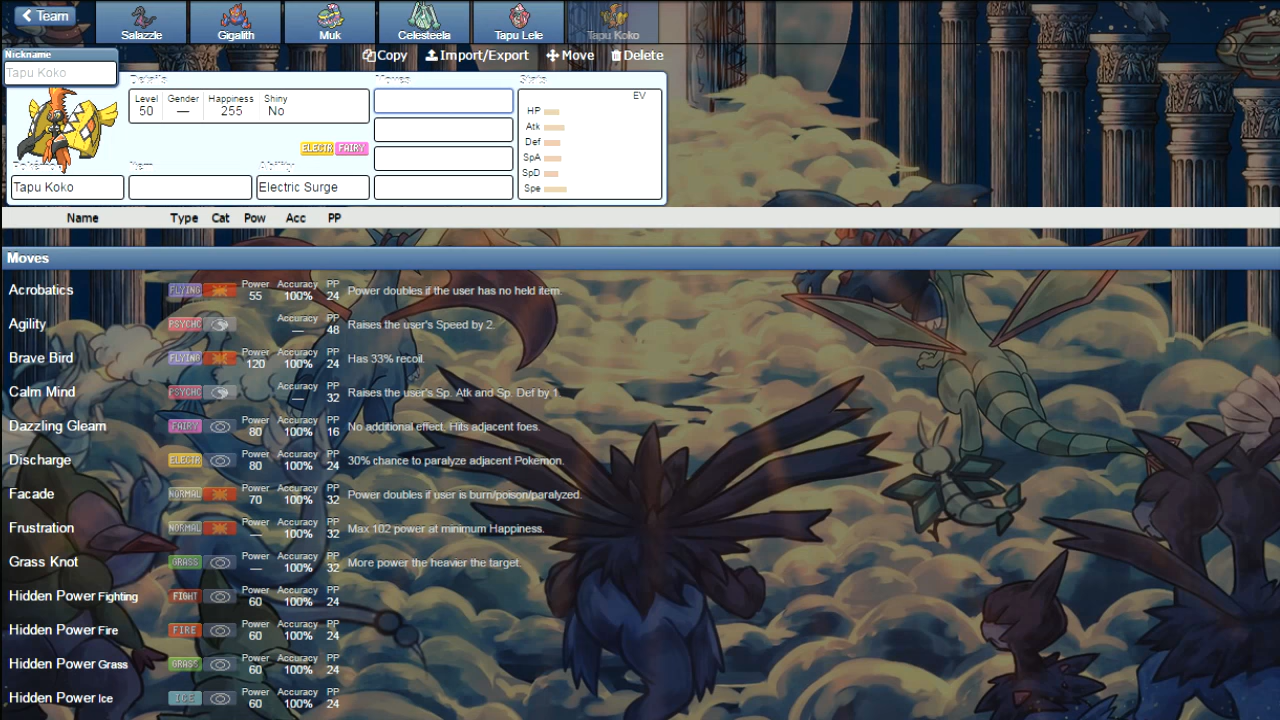 Team
Salazzle Gigalith Muk Celesteela Tapu Lele Tapu Koko
Nickname
Tapu Koko
Copy Import/Export Move Delete
Details Moves Stats
Level Gender Happiness Shiny
50 — 255 No
EV
HP
Atk
Def
SpA
SpD
Spe
ELECTR FAIRY
Pokémon Item Ability
Tapu Koko Electric Surge
Name Type Cat Pow Acc PP
Moves
Acrobatics FLYING Power 55 Accuracy 100% PP 24 Power doubles if the user has no held item.
Agility PSYCHC Accuracy — PP 48 Raises the user's Speed by 2.
Brave Bird FLYING Power 120 Accuracy 100% PP 24 Has 33% recoil.
Calm Mind PSYCHC Accuracy — PP 32 Raises the user's Sp. Atk and Sp. Def by 1.
Dazzling Gleam FAIRY Power 80 Accuracy 100% PP 16 No additional effect. Hits adjacent foes.
Discharge ELECTR Power 80 Accuracy 100% PP 24 30% chance to paralyze adjacent Pokemon.
Facade NORMAL Power 70 Accuracy 100% PP 32 Power doubles if user is burn/poison/paralyzed.
Frustration NORMAL Power — Accuracy 100% PP 32 Max 102 power at minimum Happiness.
Grass Knot GRASS Power — Accuracy 100% PP 32 More power the heavier the target.
Hidden Power Fighting FIGHT Power 60 Accuracy 100% PP 24
Hidden Power Fire FIRE Power 60 Accuracy 100% PP 24
Hidden Power Grass GRASS Power 60 Accuracy 100% PP 24
Hidden Power Ice ICE Power 60 Accuracy 100% PP 24